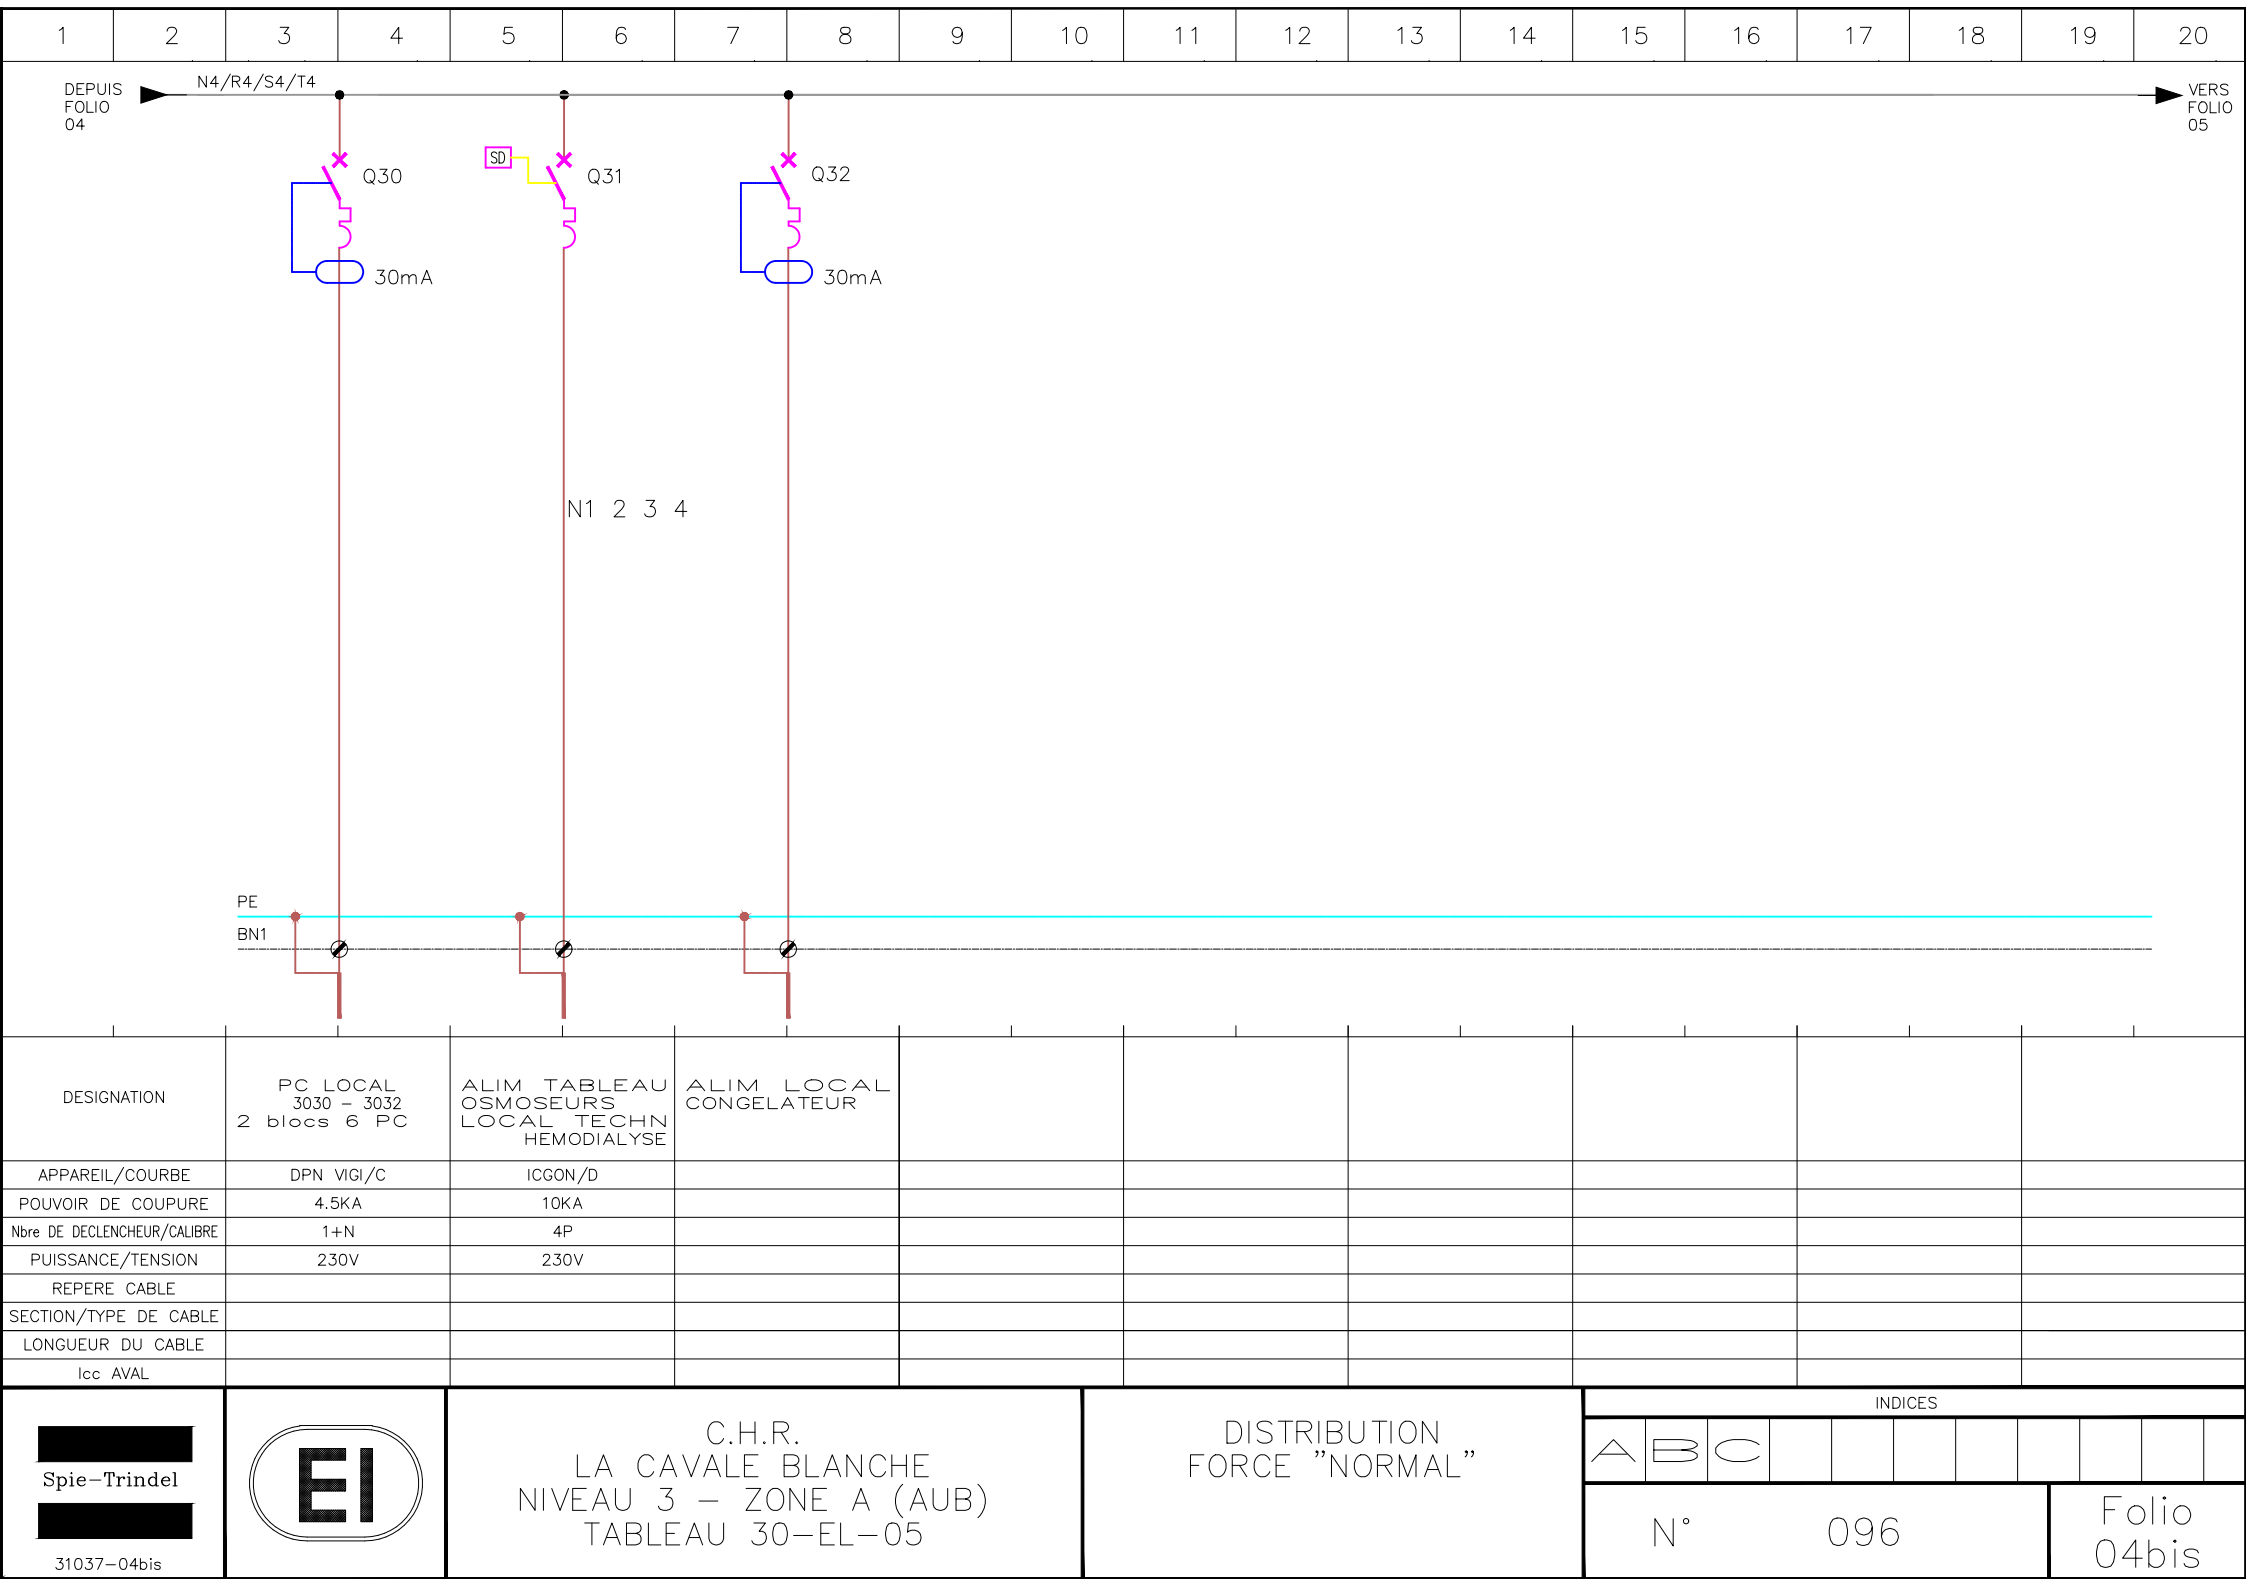 1 2 3 4 5 6 7 8 9 10 11 12 13 14 15 16 17 18 19 20
DEPUIS
FOLIO
04
N4/R4/S4/T4
VERS
FOLIO
05
SD
Q30
Q31
Q32
30mA
30mA
N1 2 3 4
PE
BN1
DESIGNATION
PC LOCAL
3030 - 3032
2 blocs 6 PC
ALIM TABLEAU
OSMOSEURS
LOCAL TECHN
HEMODIALYSE
ALIM LOCAL
CONGELATEUR
APPAREIL/COURBE DPN VIGI/C ICGON/D
POUVOIR DE COUPURE 4.5KA 10KA
Nbre DE DECLENCHEUR/CALIBRE 1+N 4P
PUISSANCE/TENSION 230V 230V
REPERE CABLE
SECTION/TYPE DE CABLE
LONGUEUR DU CABLE
Icc AVAL
Spie-Trindel
31037-04bis
EI
C.H.R.
LA CAVALE BLANCHE
NIVEAU 3 - ZONE A (AUB)
TABLEAU 30-EL-05
DISTRIBUTION
FORCE "NORMAL"
INDICES
A B C
N° 096
Folio
04bis